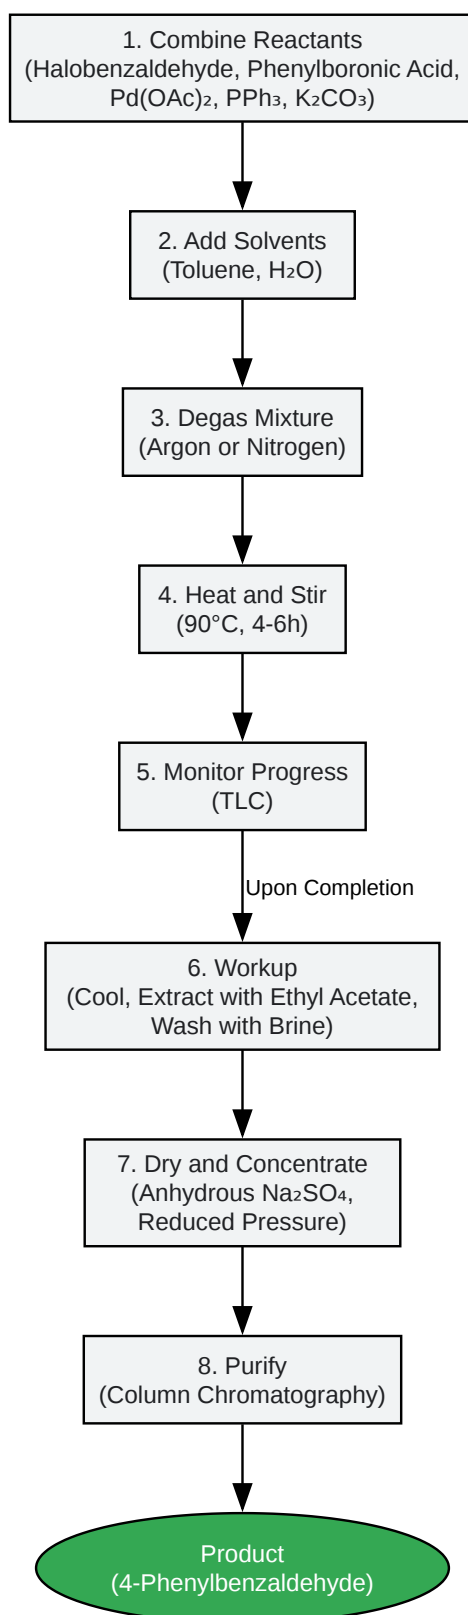 1. Combine Reactants
(Halobenzaldehyde, Phenylboronic Acid,
Pd(OAc)₂, PPh₃, K₂CO₃)
2. Add Solvents
(Toluene, H₂O)
3. Degas Mixture
(Argon or Nitrogen)
4. Heat and Stir
(90°C, 4-6h)
5. Monitor Progress
(TLC)
Upon Completion
6. Workup
(Cool, Extract with Ethyl Acetate,
Wash with Brine)
7. Dry and Concentrate
(Anhydrous Na₂SO₄,
Reduced Pressure)
8. Purify
(Column Chromatography)
Product
(4-Phenylbenzaldehyde)